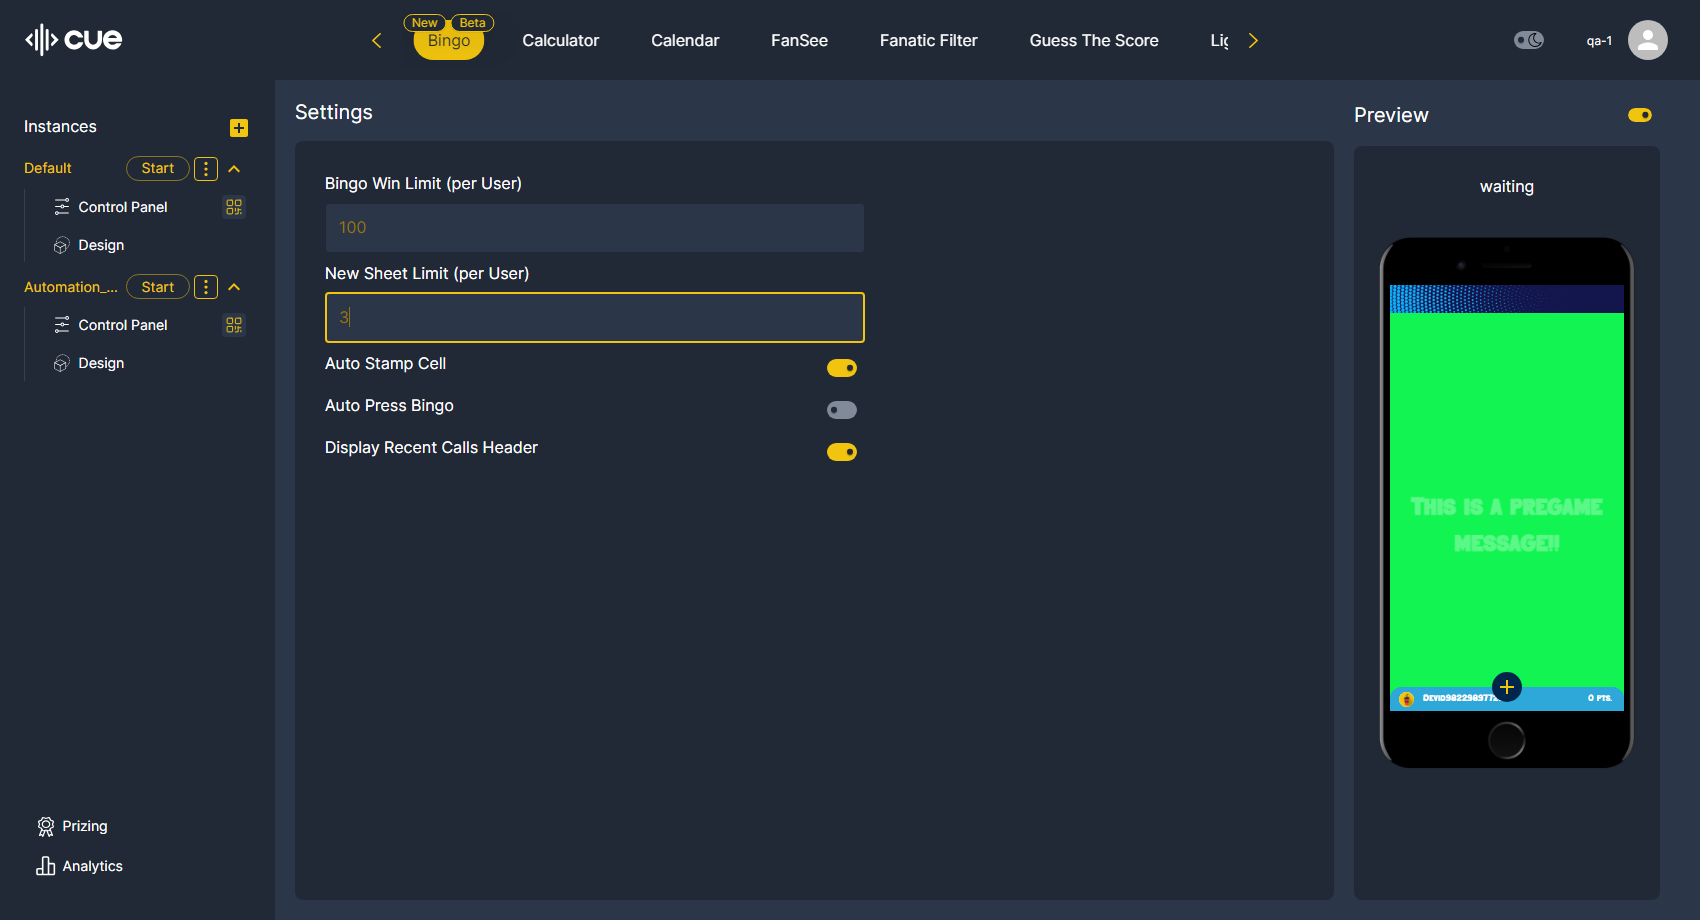 cue
New Beta
Bingo
Calculator
Calendar
FanSee
Fanatic Filter
Guess The Score
qa-1
Instances
Default
Start
Control Panel
Design
Automation_...
Start
Control Panel
Design
Prizing
Analytics
Settings
Bingo Win Limit (per User)
100
New Sheet Limit (per User)
3
Auto Stamp Cell
Auto Press Bingo
Display Recent Calls Header
Preview
waiting
This is a pregame
message!!
0 pts.